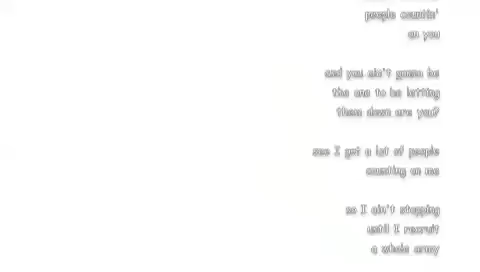 people countin'
on you
and you ain't gonna be
the one to be letting
them down are you?
see I got a lot of people
counting on me
so I ain't stopping
until I recruit
a whole army